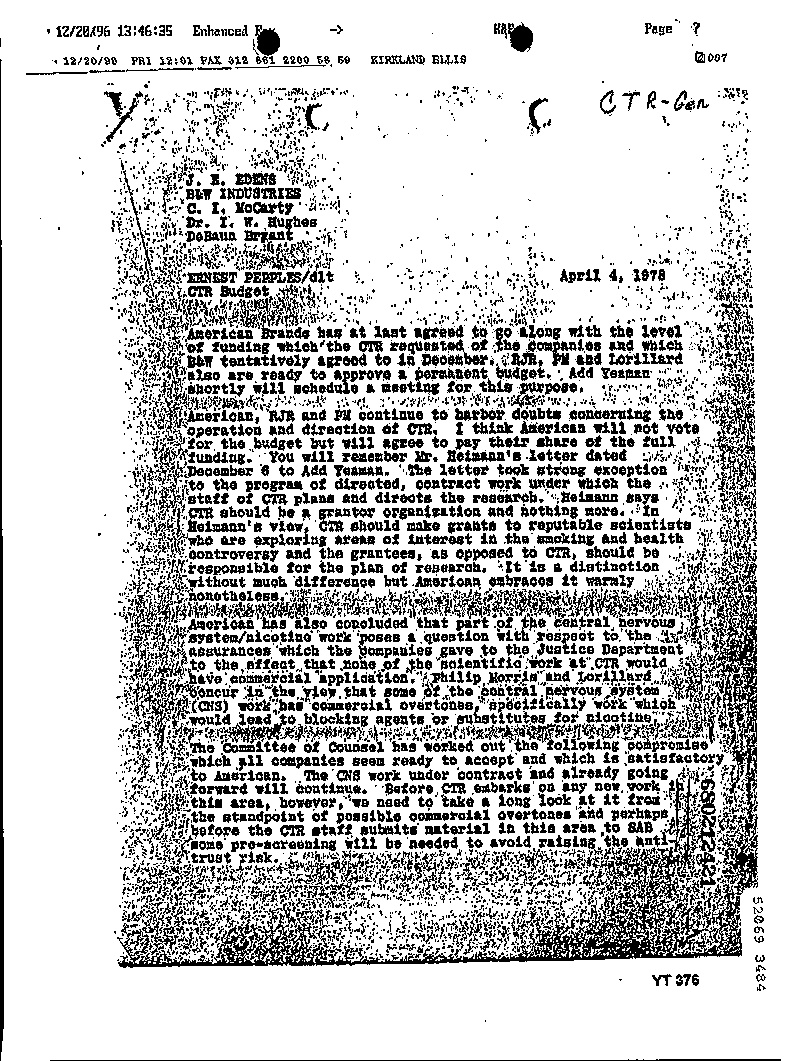 12/20/96 13:46:35 Enhanced -> Page 7
12/20/96 FRI 12:01 FAX 312 861 2200 58 59 KIRKLAND ELLIS 007
CTR-Gen
J. E. EDENS
B&W INDUSTRIES
C. I. McCarty
Dr. I. W. Hughes
DeBaun Bryant
ERNEST PEPPLES/dlt April 4, 1978
CTR Budget
American Brands has at last agreed to go along with the level
of funding which the CTR requested of the companies and which
B&W tentatively agreed to in December. RJR, PM and Lorillard
also are ready to approve a permanent budget. Add Yeaman
shortly will schedule a meeting for this purpose.
American, RJR and PM continue to harbor doubts concerning the
operation and direction of CTR. I think American will not vote
for the budget but will agree to pay their share of the full
funding. You will remember Mr. Heimann's letter dated
December 6 to Add Yeaman. The letter took strong exception
to the program of directed, contract work under which the
staff of CTR plans and directs the research. Heimann says
CTR should be a grantor organization and nothing more. In
Heimann's view, CTR should make grants to reputable scientists
who are exploring areas of interest in the smoking and health
controversy and the grantees, as opposed to CTR, should be
responsible for the plan of research. It is a distinction
without much difference but American embraces it warmly
nonetheless.
American has also concluded that part of the central nervous
system/nicotine work poses a question with respect to the
assurances which the companies gave to the Justice Department
to the effect that none of the scientific work at CTR would
have commercial application. Philip Morris and Lorillard
concur in the view that some of the central nervous system
(CNS) work has commercial overtones, specifically work which
would lead to blocking agents or substitutes for nicotine.
The Committee of Counsel has worked out the following compromise
which all companies seem ready to accept and which is satisfactory
to American. The CNS work under contract and already going
forward will continue. Before CTR embarks on any new work in
this area, however, we need to take a long look at it from
the standpoint of possible commercial overtones and perhaps
before the CTR staff submits material in this area to SAB
some pre-screening will be needed to avoid raising the anti-
trust risk.
680212421
52069 3484
YT 376